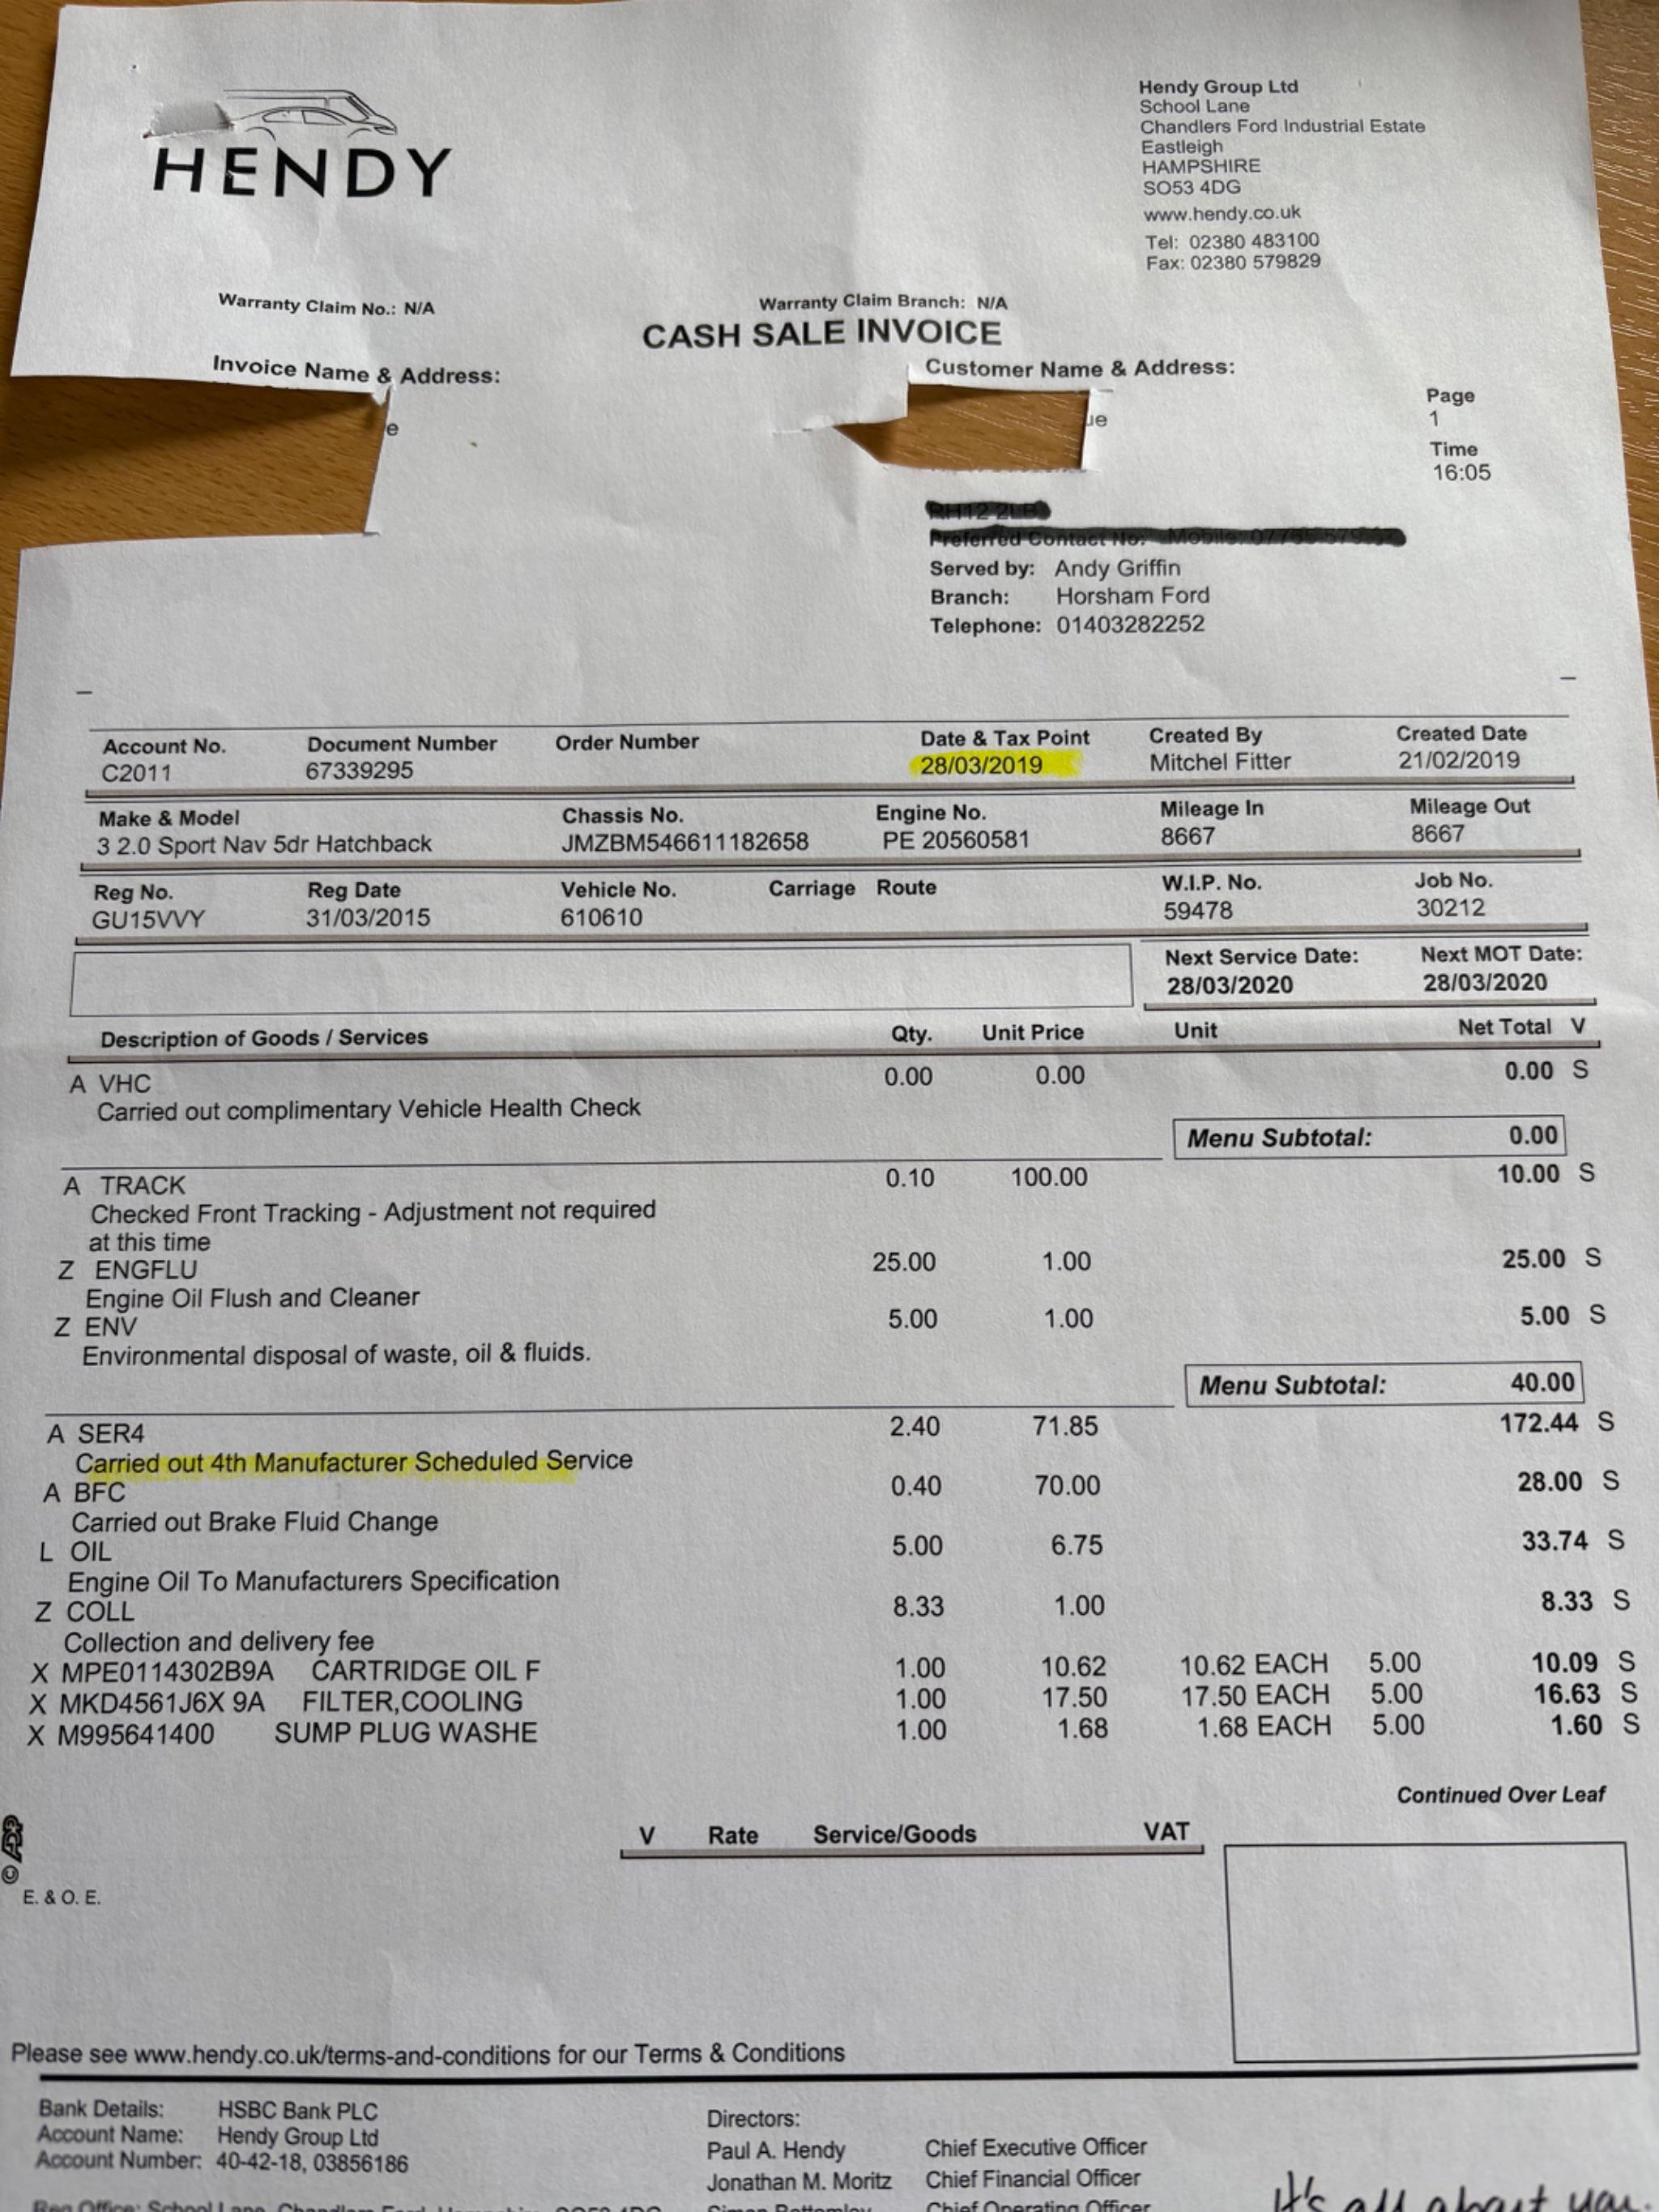 HENDY
Hendy Group Ltd
School Lane
Chandlers Ford Industrial Estate
Eastleigh
HAMPSHIRE
SO53 4DG
www.hendy.co.uk
Tel: 02380 483100
Fax: 02380 579829
Warranty Claim No.: N/A
Warranty Claim Branch: N/A
CASH SALE INVOICE
Invoice Name & Address:
Customer Name & Address:
Page
1
Time
16:05
e
ue
Preferred Contact No: Mobile:
Served by: Andy Griffin
Branch: Horsham Ford
Telephone: 01403282252
Account No. Document Number Order Number Date & Tax Point Created By Created Date
C2011 67339295 28/03/2019 Mitchel Fitter 21/02/2019
Make & Model Chassis No. Engine No. Mileage In Mileage Out
3 2.0 Sport Nav 5dr Hatchback JMZBM546611182658 PE 20560581 8667 8667
Reg No. Reg Date Vehicle No. Carriage Route W.I.P. No. Job No.
GU15VVY 31/03/2015 610610 59478 30212
Next Service Date: Next MOT Date:
28/03/2020 28/03/2020
Description of Goods / Services Qty. Unit Price Unit Net Total V
A VHC 0.00 0.00 0.00 S
Carried out complimentary Vehicle Health Check
Menu Subtotal: 0.00
A TRACK 0.10 100.00 10.00 S
Checked Front Tracking - Adjustment not required
at this time
Z ENGFLU 25.00 1.00 25.00 S
Engine Oil Flush and Cleaner
Z ENV 5.00 1.00 5.00 S
Environmental disposal of waste, oil & fluids.
Menu Subtotal: 40.00
A SER4 2.40 71.85 172.44 S
Carried out 4th Manufacturer Scheduled Service
A BFC 0.40 70.00 28.00 S
Carried out Brake Fluid Change
L OIL 5.00 6.75 33.74 S
Engine Oil To Manufacturers Specification
Z COLL 8.33 1.00 8.33 S
Collection and delivery fee
X MPE0114302B9A CARTRIDGE OIL F 1.00 10.62 10.62 EACH 5.00 10.09 S
X MKD4561J6X 9A FILTER,COOLING 1.00 17.50 17.50 EACH 5.00 16.63 S
X M995641400 SUMP PLUG WASHE 1.00 1.68 1.68 EACH 5.00 1.60 S
Continued Over Leaf
V Rate Service/Goods VAT
© ADP
E. & O. E.
Please see www.hendy.co.uk/terms-and-conditions for our Terms & Conditions
Bank Details: HSBC Bank PLC
Account Name: Hendy Group Ltd
Account Number: 40-42-18, 03856186
Directors:
Paul A. Hendy Chief Executive Officer
Jonathan M. Moritz Chief Financial Officer
Chief Operating Officer
It's all about you.